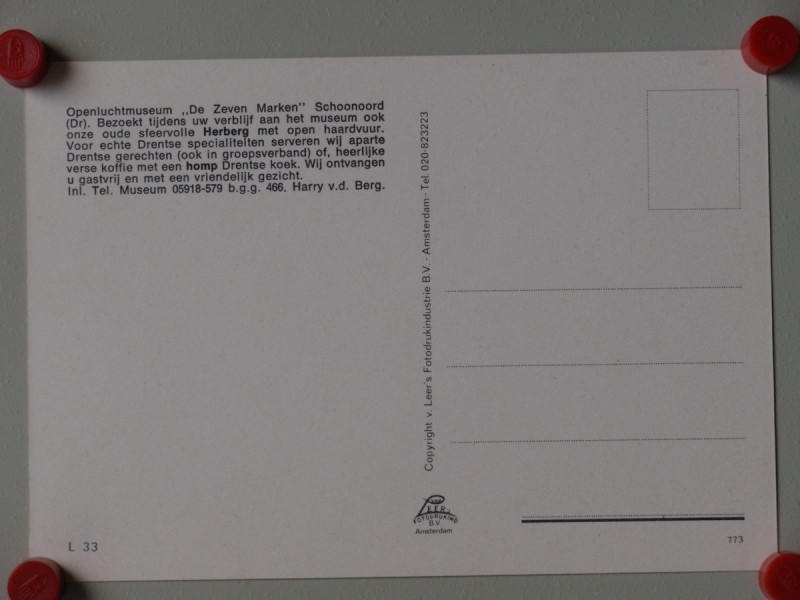 Openluchtmuseum „De Zeven Marken” Schoonoord
(Dr). Bezoekt tijdens uw verblijf aan het museum ook
onze oude sfeervolle Herberg met open haardvuur.
Voor echte Drentse specialiteiten serveren wij aparte
Drentse gerechten (ook in groepsverband) of, heerlijke
verse koffie met een homp Drentse koek. Wij ontvangen
u gastvrij en met een vriendelijk gezicht.
Inl. Tel. Museum 05918-579 b.g.g. 466. Harry v.d. Berg.
Copyright v. Leer's Fotodrukindustrie B.V. - Amsterdam - Tel. 020-823223
van
LEER's
FOTODRUKIND
B.V.
Amsterdam
L 33
773